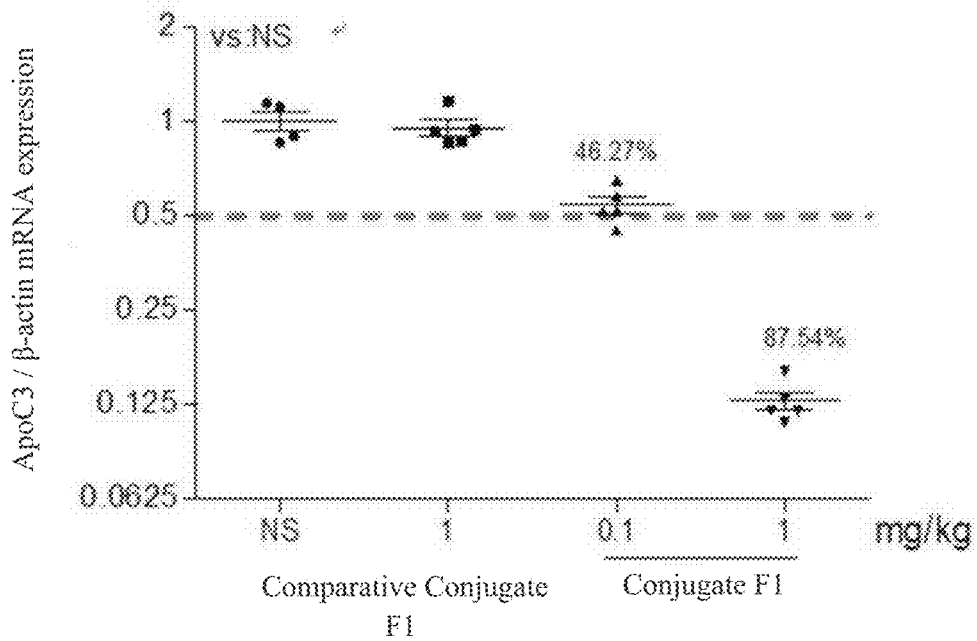 ApoC3 / β-actin mRNA expression
vs.NS
2
1
0.5
0.25
0.125
0.0625
46.27%
87.54%
NS 1 0.1 1 mg/kg
Comparative Conjugate
F1
Conjugate F1